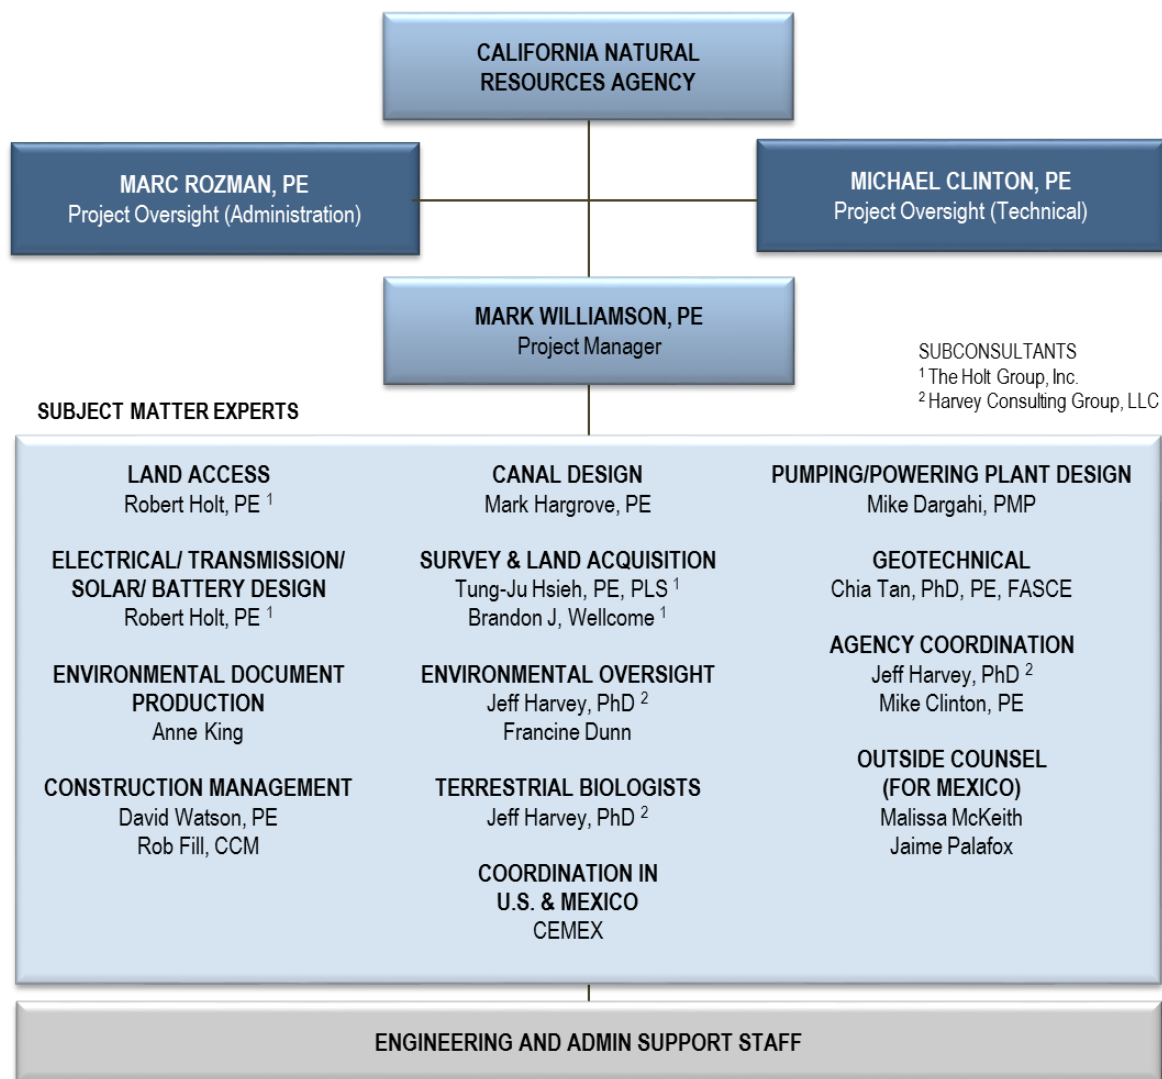 CALIFORNIA NATURAL
RESOURCES AGENCY
MARC ROZMAN, PE
Project Oversight (Administration)
MICHAEL CLINTON, PE
Project Oversight (Technical)
MARK WILLIAMSON, PE
Project Manager
SUBCONSULTANTS
1 The Holt Group, Inc.
2 Harvey Consulting Group, LLC
SUBJECT MATTER EXPERTS
LAND ACCESS
Robert Holt, PE 1
ELECTRICAL/ TRANSMISSION/
SOLAR/ BATTERY DESIGN
Robert Holt, PE 1
ENVIRONMENTAL DOCUMENT
PRODUCTION
Anne King
CONSTRUCTION MANAGEMENT
David Watson, PE
Rob Fill, CCM
CANAL DESIGN
Mark Hargrove, PE
SURVEY & LAND ACQUISITION
Tung-Ju Hsieh, PE, PLS 1
Brandon J, Wellcome 1
ENVIRONMENTAL OVERSIGHT
Jeff Harvey, PhD 2
Francine Dunn
TERRESTRIAL BIOLOGISTS
Jeff Harvey, PhD 2
COORDINATION IN
U.S. & MEXICO
CEMEX
PUMPING/POWERING PLANT DESIGN
Mike Dargahi, PMP
GEOTECHNICAL
Chia Tan, PhD, PE, FASCE
AGENCY COORDINATION
Jeff Harvey, PhD 2
Mike Clinton, PE
OUTSIDE COUNSEL
(FOR MEXICO)
Malissa McKeith
Jaime Palafox
ENGINEERING AND ADMIN SUPPORT STAFF